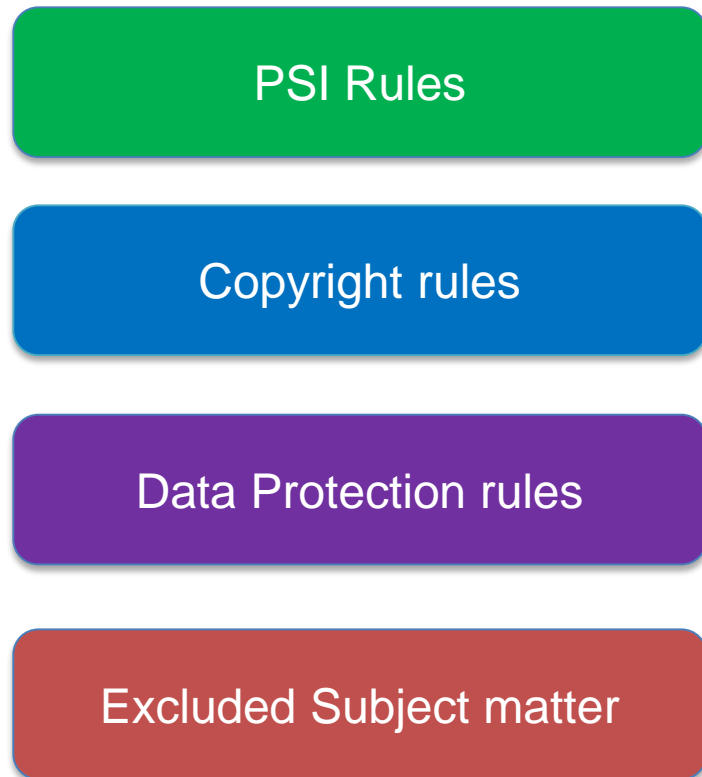 PSI Rules
Copyright rules
Data Protection rules
Excluded Subject matter